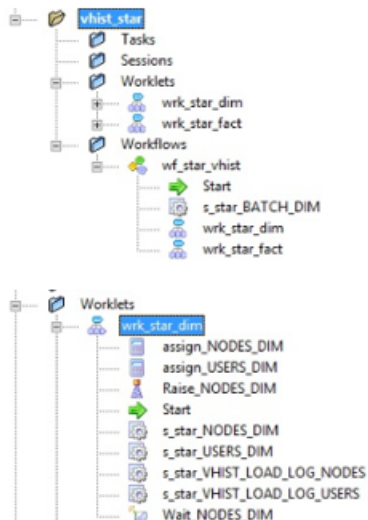 vhist_star
Tasks
Sessions
Worklets
wrk_star_dim
wrk_star_fact
Workflows
wf_star_vhist
Start
s_star_BATCH_DIM
wrk_star_dim
wrk_star_fact
Worklets
wrk_star_dim
assign_NODES_DIM
assign_USERS_DIM
Raise_NODES_DIM
Start
s_star_NODES_DIM
s_star_USERS_DIM
s_star_VHIST_LOAD_LOG_NODES
s_star_VHIST_LOAD_LOG_USERS
Wait_NODES_DIM